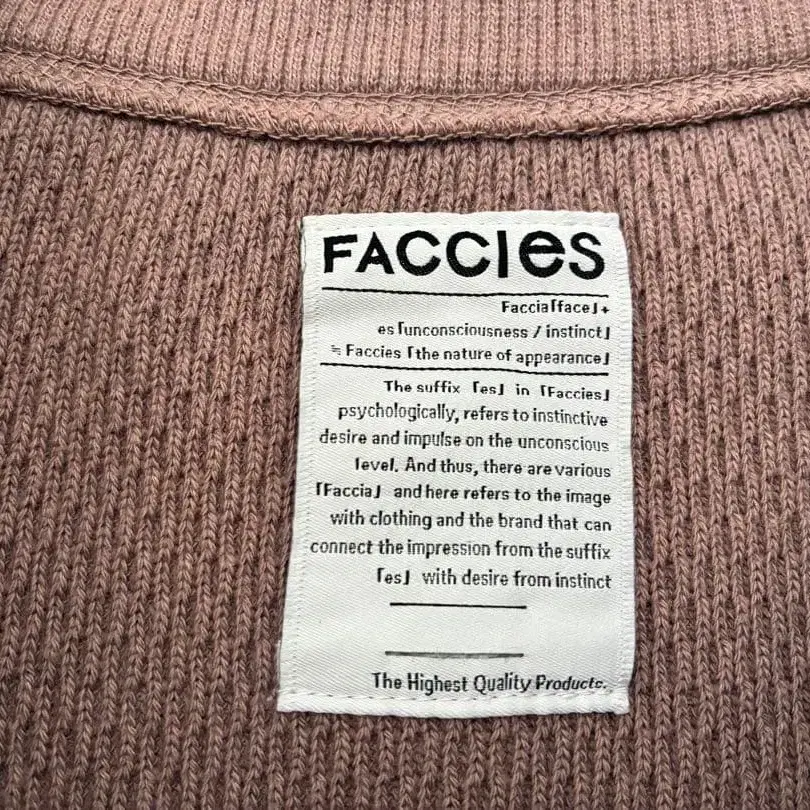 FACCIES
Faccia「face」+
es「unconsciousness / instinct」
≒ Faccies「the nature of appearance」
The suffix 「es」 in 「Faccies」
psychologically, refers to instinctive
desire and impulse on the unconscious
level. And thus, there are various
「Faccia」 and here refers to the image
with clothing and the brand that can
connect the impression from the suffix
「es」 with desire from instinct
The Highest Quality Products.